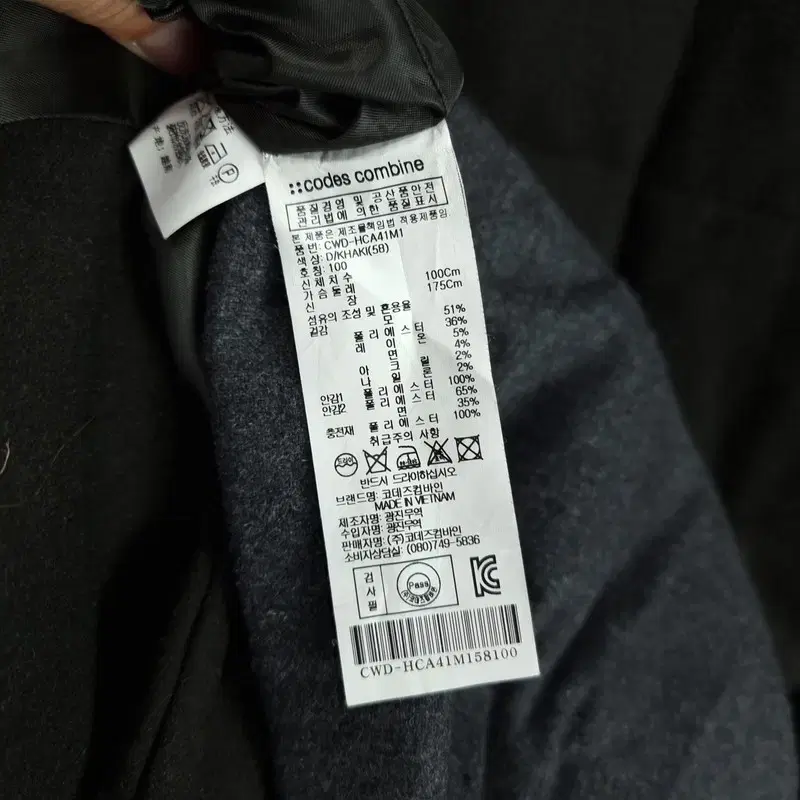 codes combine
품질경영 및 공산품안전
관리법에 의한 품질표시
본 제품은 제조물책임법 적용제품임
품 번: CWD-HCA41M1
색 상: D/KHAKI(58)
호 칭: 100
신 체 치 수
가 슴 둘 레 100Cm
신 장 175Cm
섬유의 조성 및 혼용율
겉감 모 51%
폴 리 에 스 터 36%
레 이 온 5%
면 4%
아 크 릴 2%
나 일 론 2%
안감1 폴 리 에 스 터 100%
안감2 폴 리 에 스 터 65%
면 35%
충전재 폴 리 에 스 터 100%
취급주의 사항
드라이
반드시 드라이하십시오
브랜드명: 코데즈컴바인
MADE IN VIETNAM
제조자명: 광진무역
수입자명: 광진무역
판매자명: (주)코데즈컴바인
소비자상담실: (080)749-5836
검 사 필
Pass
CWD-HCA41M158100
方法
P